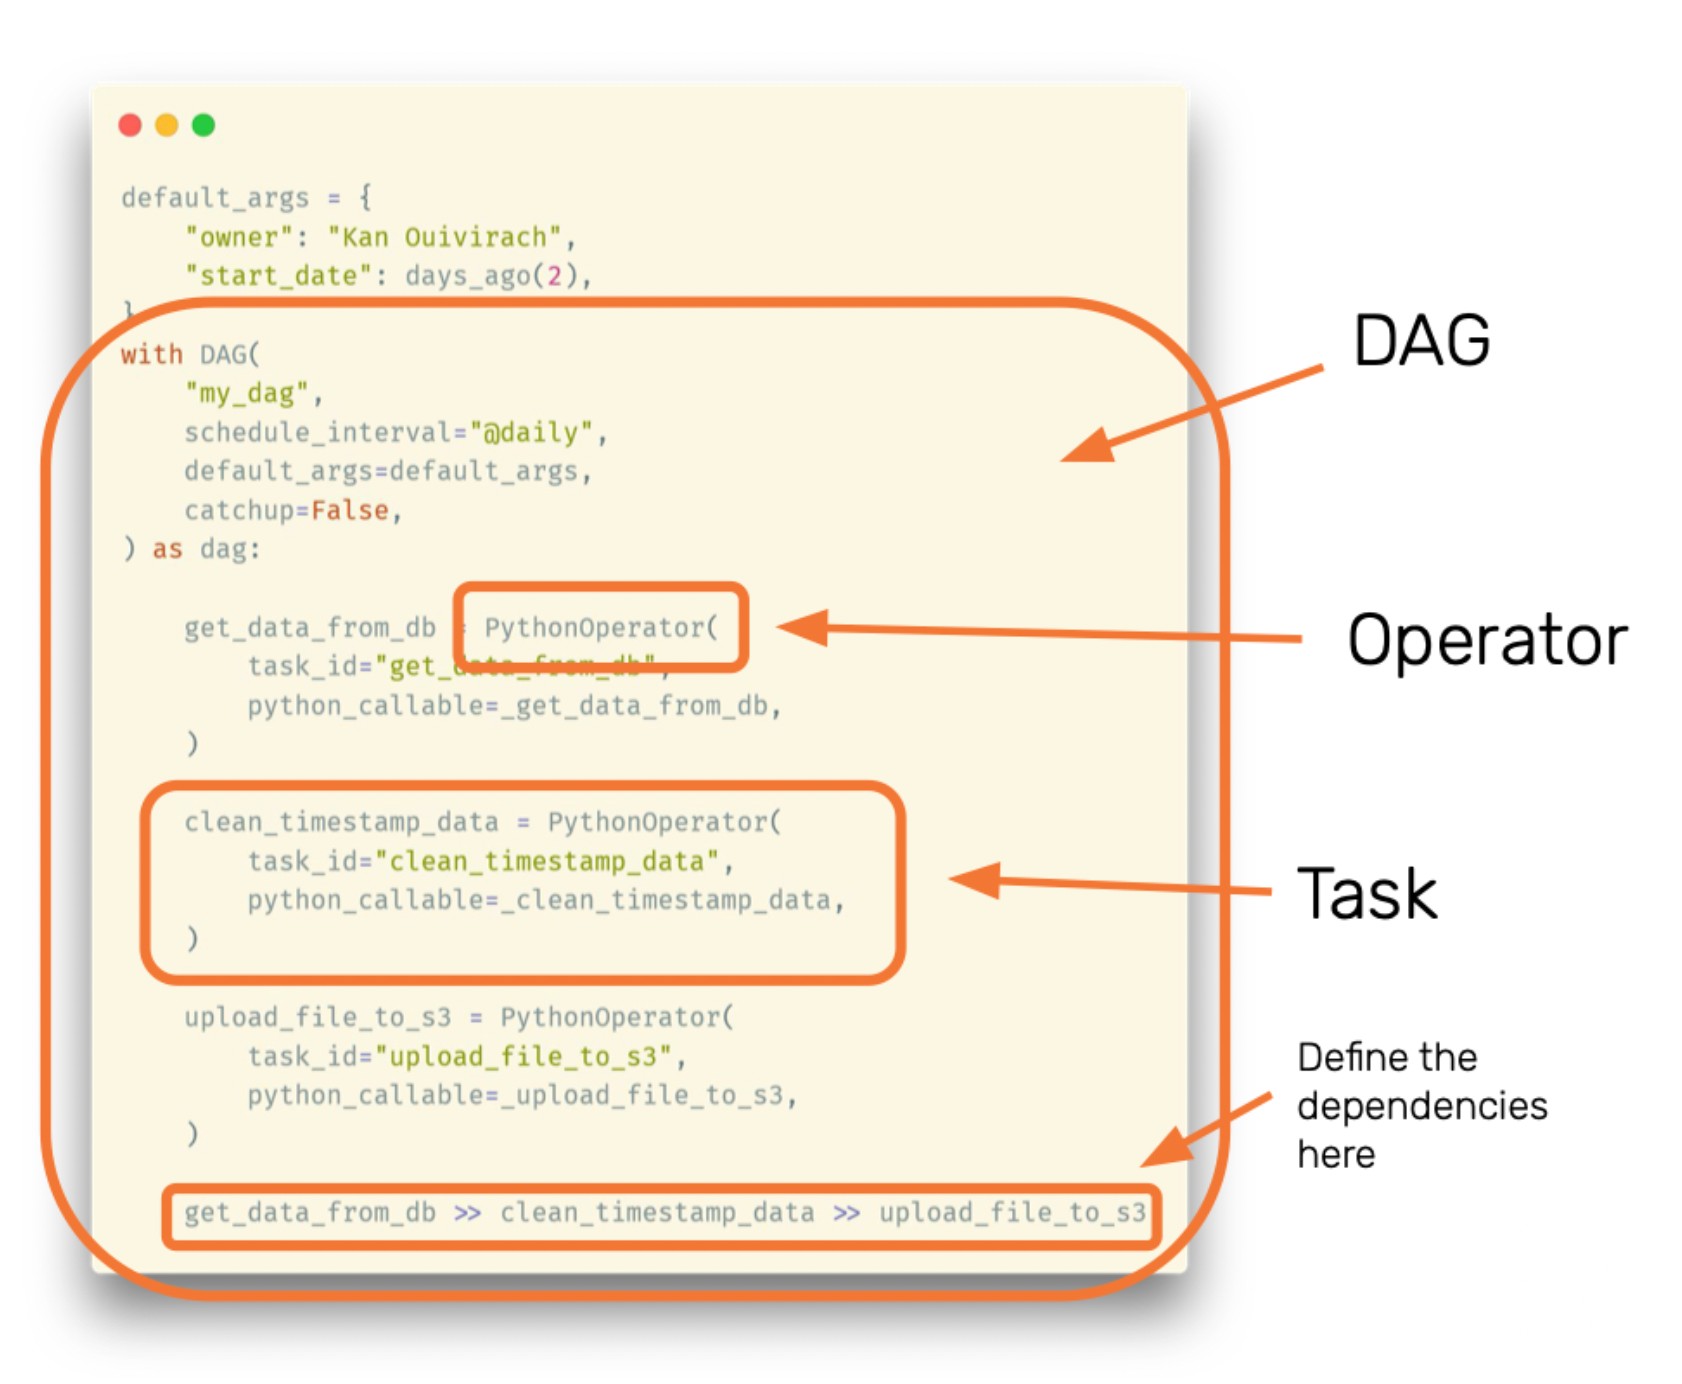 default_args = {
    "owner": "Kan Ouivirach",
    "start_date": days_ago(2),
}
with DAG(
    "my_dag",
    schedule_interval="@daily",
    default_args=default_args,
    catchup=False,
) as dag:
    get_data_from_db = PythonOperator(
        task_id="get_data_from_db",
        python_callable=_get_data_from_db,
    )
    clean_timestamp_data = PythonOperator(
        task_id="clean_timestamp_data",
        python_callable=_clean_timestamp_data,
    )
    upload_file_to_s3 = PythonOperator(
        task_id="upload_file_to_s3",
        python_callable=_upload_file_to_s3,
    )
    get_data_from_db >> clean_timestamp_data >> upload_file_to_s3
DAG
Operator
Task
Define the
dependencies
here